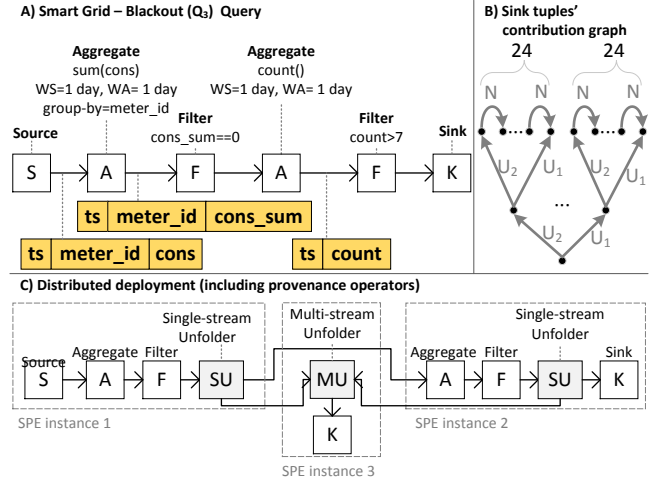 A) Smart Grid – Blackout (Q3) Query
Aggregate
sum(cons)
WS=1 day, WA= 1 day
group-by=meter_id
Aggregate
count()
WS=1 day, WA= 1 day
Source
Filter
cons_sum==0
Filter
count>7
Sink
S
A
F
A
F
K
ts meter_id cons_sum
ts meter_id cons
ts count
B) Sink tuples'
contribution graph
24 24
N N N N
.... ....
U2 U1 U2 U1
...
U2 U1
C) Distributed deployment (including provenance operators)
Single-stream
Unfolder
Multi-stream
Unfolder
Single-stream
Unfolder
Source
Aggregate
Filter
Aggregate
Filter
Sink
S
A
F
SU
MU
A
F
SU
K
K
SPE instance 1
SPE instance 2
SPE instance 3